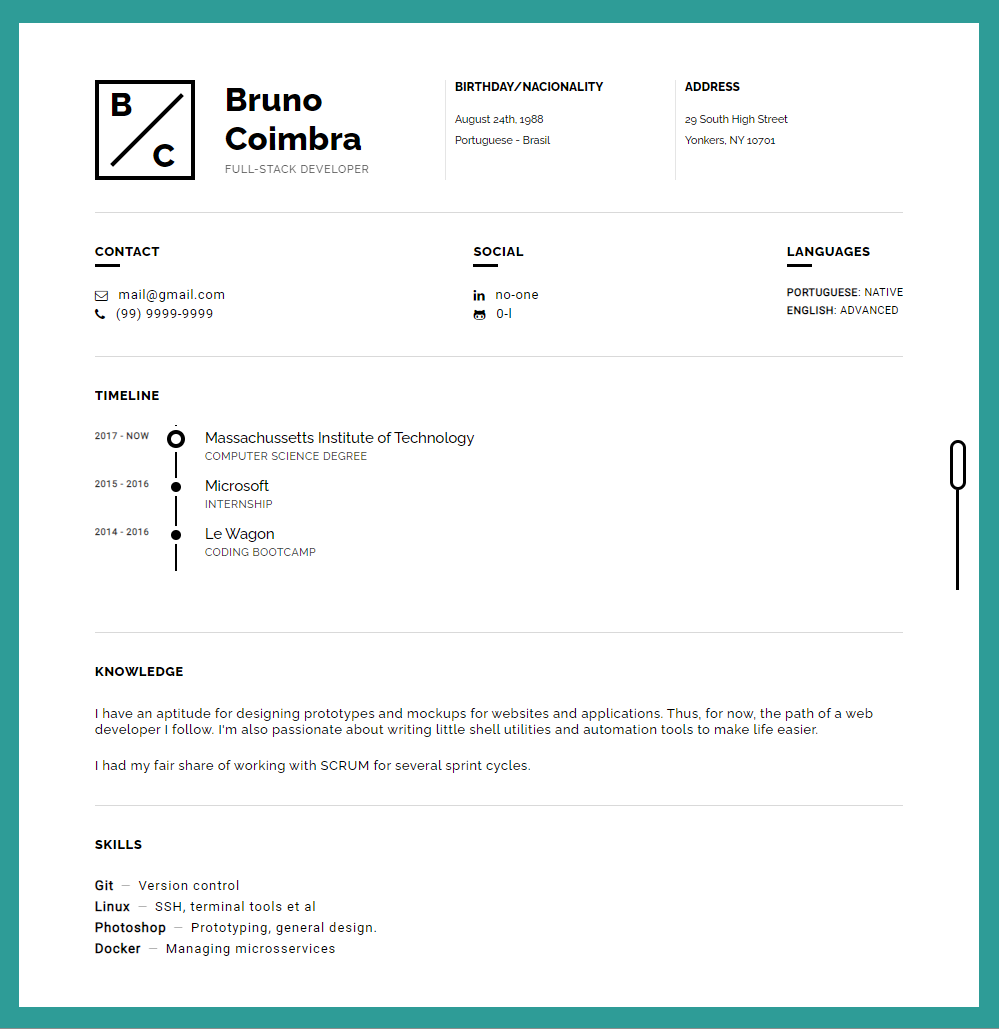 B
C
Bruno
Coimbra
FULL-STACK DEVELOPER
BIRTHDAY/NACIONALITY
August 24th, 1988
Portuguese - Brasil
ADDRESS
29 South High Street
Yonkers, NY 10701
CONTACT
mail@gmail.com
(99) 9999-9999
SOCIAL
no-one
0-l
LANGUAGES
PORTUGUESE: NATIVE
ENGLISH: ADVANCED
TIMELINE
2017 - NOW
Massachussetts Institute of Technology
COMPUTER SCIENCE DEGREE
2015 - 2016
Microsoft
INTERNSHIP
2014 - 2016
Le Wagon
CODING BOOTCAMP
KNOWLEDGE
I have an aptitude for designing prototypes and mockups for websites and applications. Thus, for now, the path of a web
developer I follow. I'm also passionate about writing little shell utilities and automation tools to make life easier.
I had my fair share of working with SCRUM for several sprint cycles.
SKILLS
Git — Version control
Linux — SSH, terminal tools et al
Photoshop — Prototyping, general design.
Docker — Managing microsservices